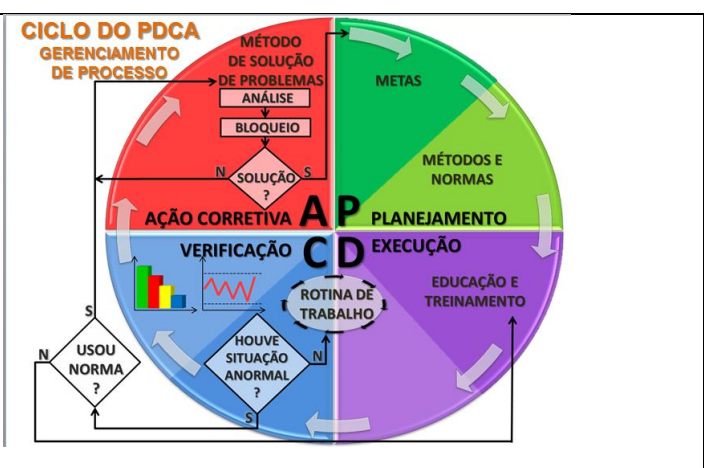 CICLO DO PDCA
GERENCIAMENTO
DE PROCESSO
MÉTODO
DE SOLUÇÃO
DE PROBLEMAS
ANÁLISE
BLOQUEIO
N
SOLUÇÃO
?
S
AÇÃO CORRETIVA
A
P
METAS
MÉTODOS E
NORMAS
PLANEJAMENTO
VERIFICAÇÃO
C
D
EXECUÇÃO
EDUCAÇÃO E
TREINAMENTO
ROTINA DE
TRABALHO
HOUVE
SITUAÇÃO
ANORMAL
?
N
S
S
N
USOU
NORMA
?